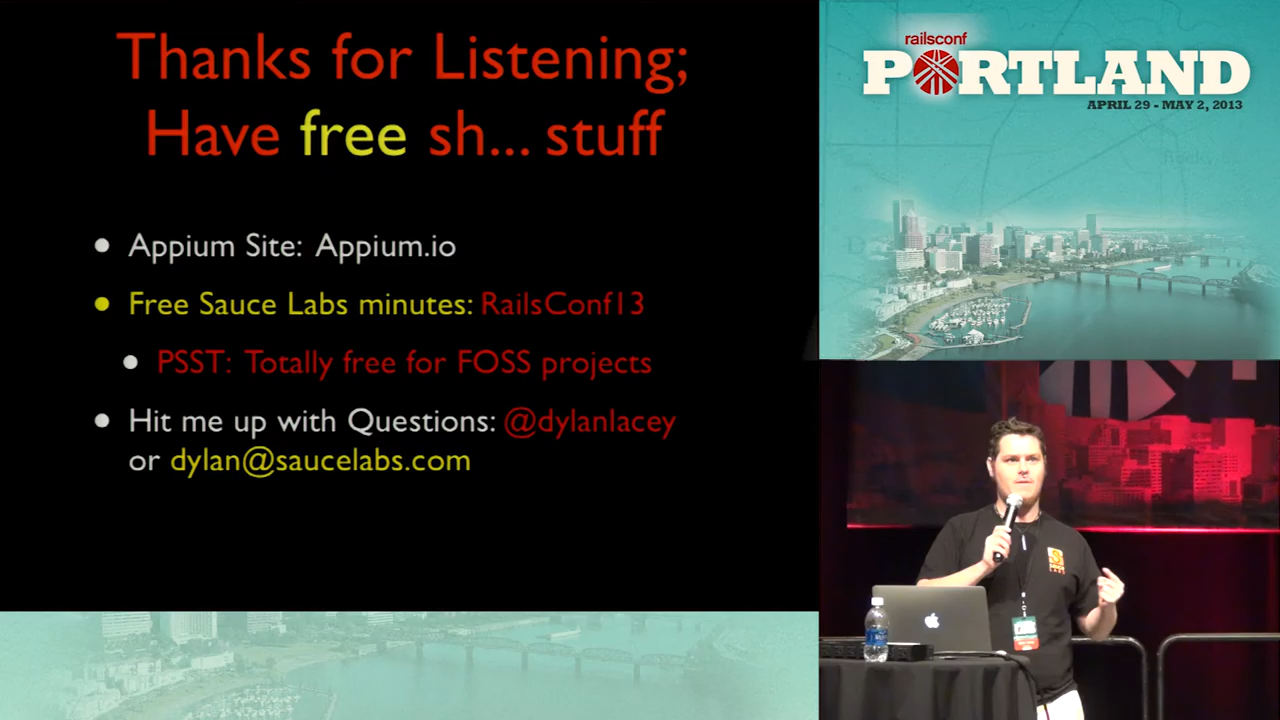 Thanks for Listening;
Have free sh... stuff
• Appium Site: Appium.io
• Free Sauce Labs minutes: RailsConf13
• PSST: Totally free for FOSS projects
• Hit me up with Questions: @dylanlacey
or dylan@saucelabs.com
railsconf
PORTLAND
APRIL 29 - MAY 2, 2013